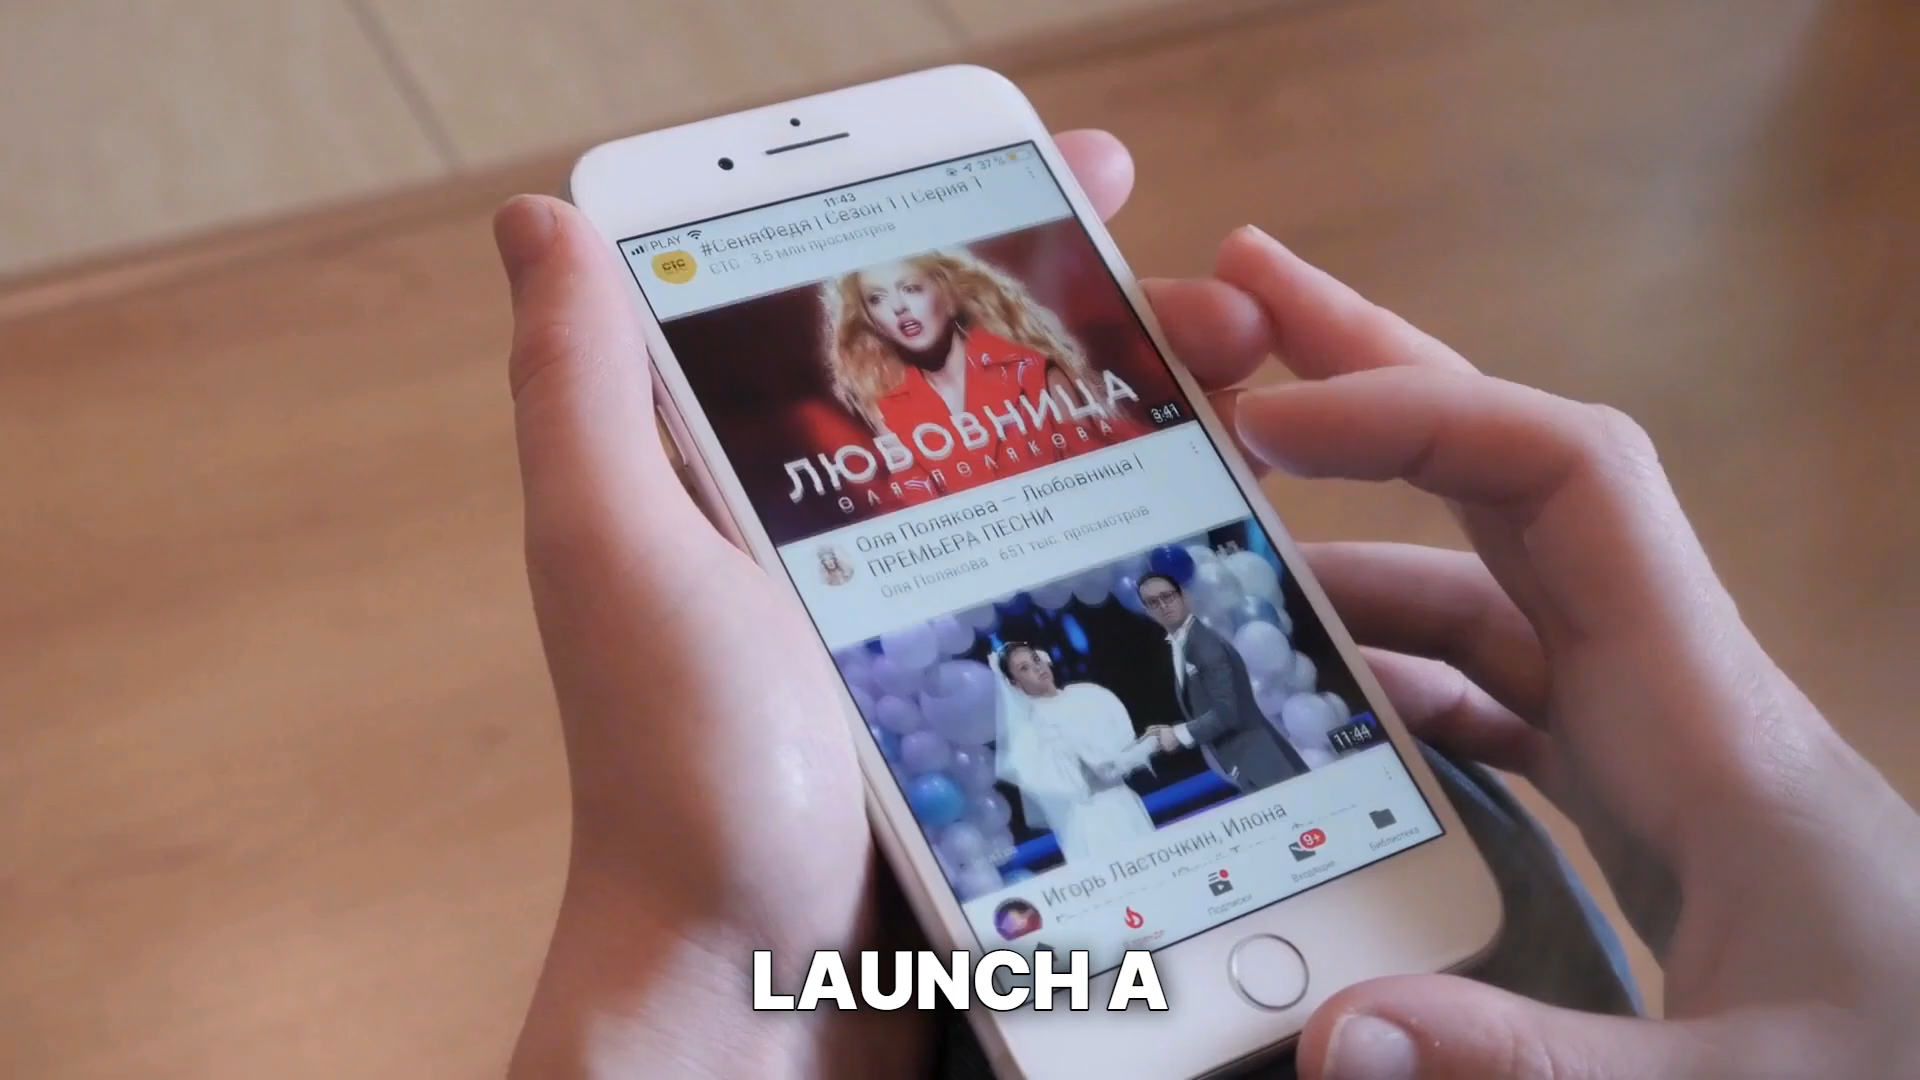 11:43
37 %
PLAY
#СеняФедя | Сезон 1 | Серия 1
СТС · 3,5 млн просмотров
СТС
ЛЮБОВНИЦА
ОЛЯ ПОЛЯКОВА
3:41
Оля Полякова – Любовница |
ПРЕМЬЕРА ПЕСНИ
Оля Полякова · 651 тыс. просмотров
11:44
Игорь Ласточкин, Илона
9+
Подписки
Входящие
Библиотека
LAUNCH A